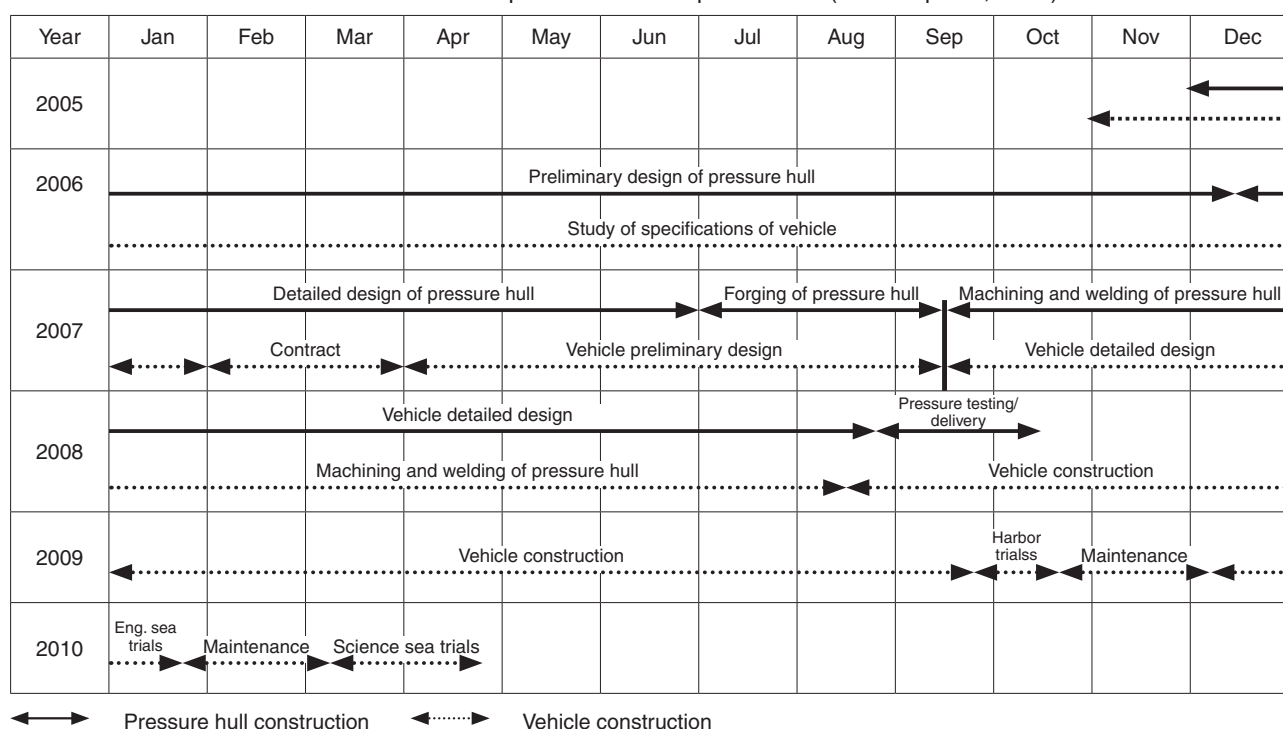 Year Jan Feb Mar Apr May Jun Jul Aug Sep Oct Nov Dec
2005
2006
Preliminary design of pressure hull
Study of specifications of vehicle
2007
Detailed design of pressure hull Forging of pressure hull Machining and welding of pressure hull
Contract Vehicle preliminary design Vehicle detailed design
2008
Vehicle detailed design
Pressure testing/
delivery
Machining and welding of pressure hull Vehicle construction
2009
Vehicle construction
Harbor
trialss
Maintenance
2010
Eng. sea
trials
Maintenance Science sea trials
Pressure hull construction Vehicle construction